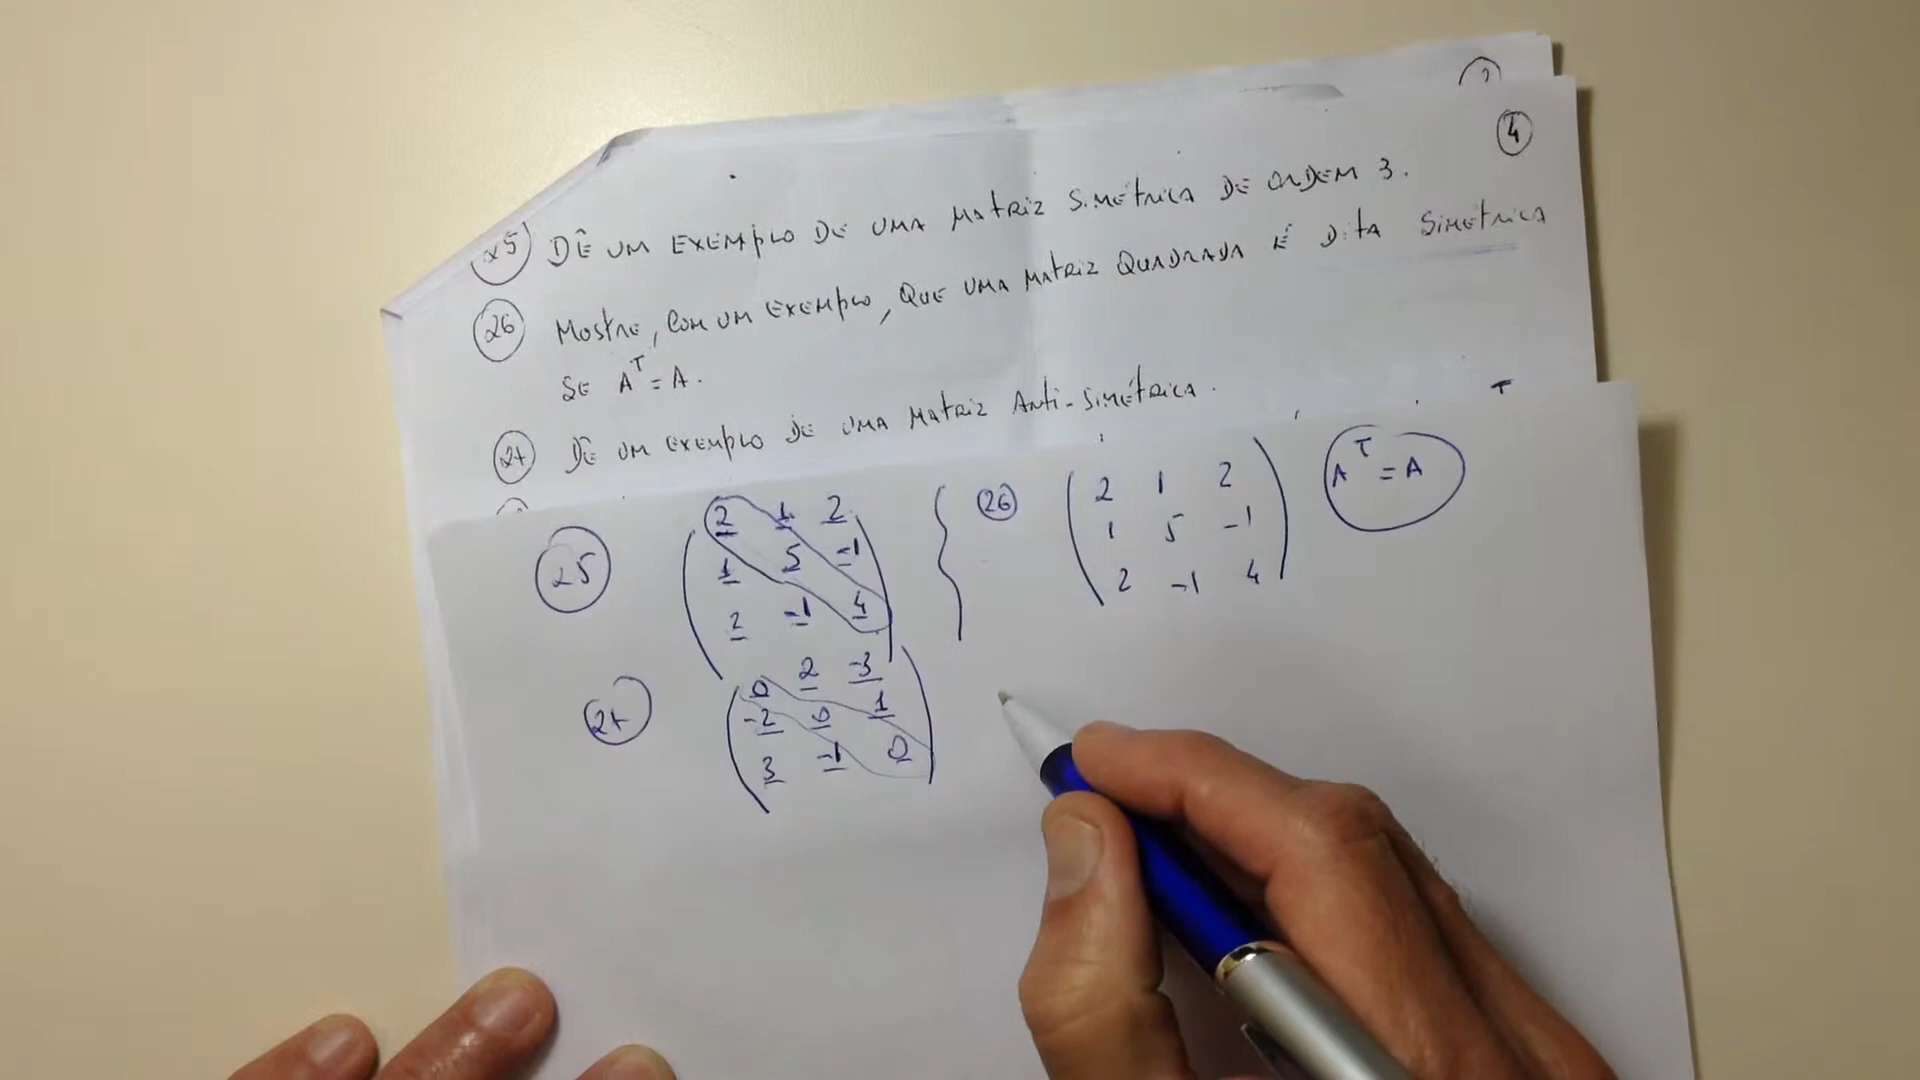 4
25) DÊ UM EXEMPLO DE UMA MATRIZ SIMÉTRICA DE ORDEM 3.
26 MOSTRE, COM UM EXEMPLO, QUE UMA MATRIZ QUADRADA É DITA SIMÉTRICA
SE A^T = A.
27 DÊ UM EXEMPLO DE UMA MATRIZ ANTI-SIMÉTRICA.
25
2 1 2
1 5 -1
2 -1 4
26
2 1 2
1 5 -1
2 -1 4
A^T = A
27
0 2 -3
-2 0 1
3 -1 0